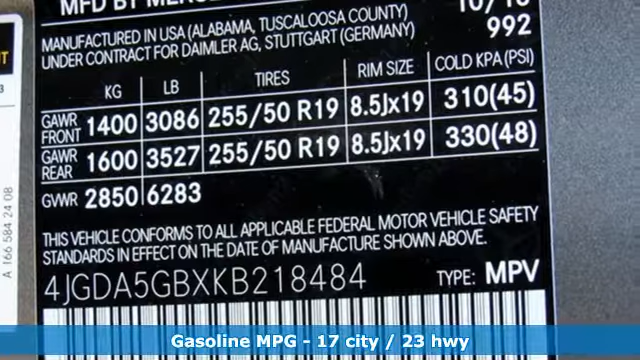 MFD BY
10/18
992
MANUFACTURED IN USA (ALABAMA, TUSCALOOSA COUNTY)
UNDER CONTRACT FOR DAIMLER AG, STUTTGART (GERMANY)
KG LB TIRES RIM SIZE COLD KPA (PSI)
GAWR FRONT 1400 3086 255/50 R19 8.5Jx19 310(45)
GAWR REAR 1600 3527 255/50 R19 8.5Jx19 330(48)
GVWR 2850 6283
THIS VEHICLE CONFORMS TO ALL APPLICABLE FEDERAL MOTOR VEHICLE SAFETY
STANDARDS IN EFFECT ON THE DATE OF MANUFACTURE SHOWN ABOVE.
4JGDA5GBXKB218484 TYPE: MPV
A 166 584 24 08
Gasoline MPG - 17 city / 23 hwy